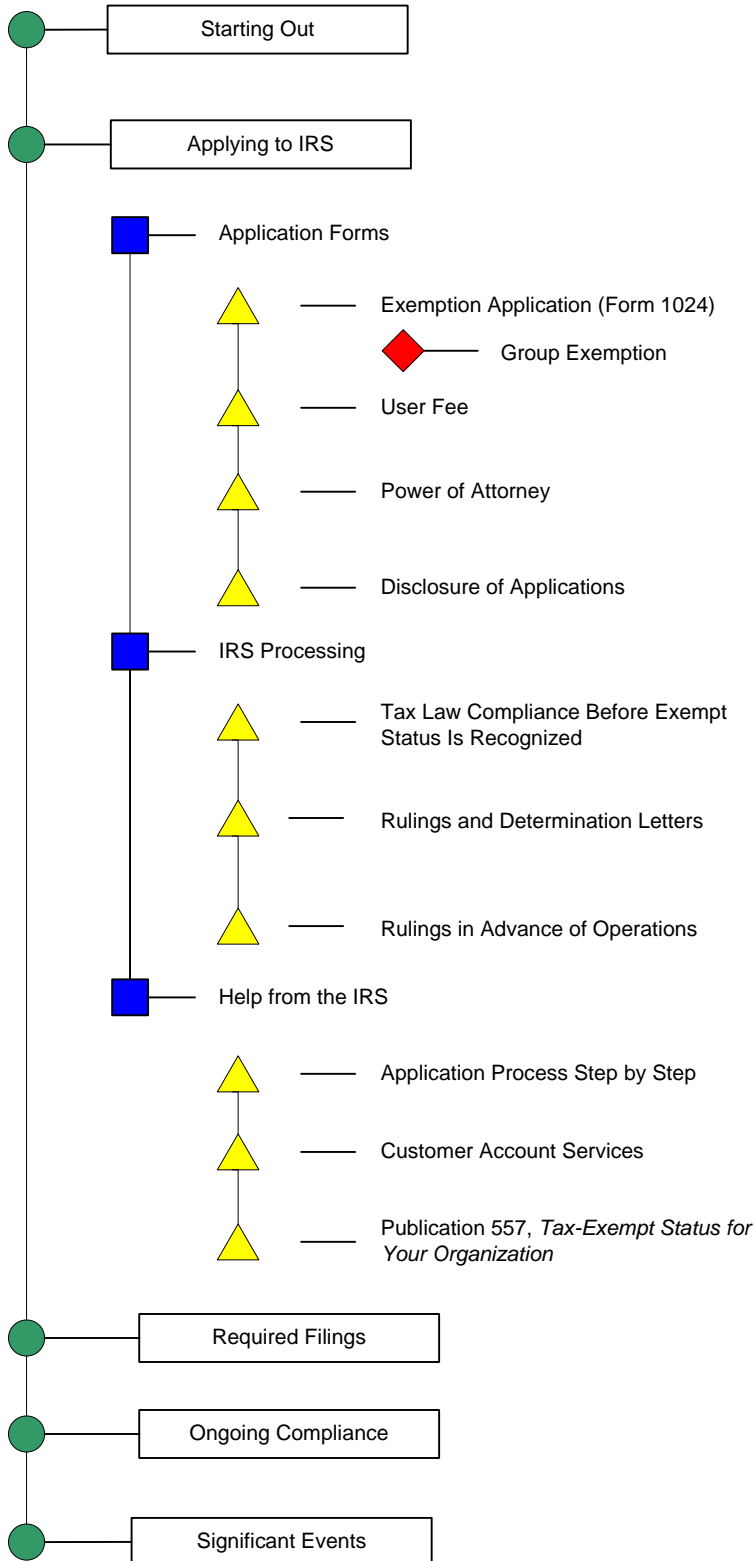 Starting Out
Applying to IRS
Application Forms
Exemption Application (Form 1024)
Group Exemption
User Fee
Power of Attorney
Disclosure of Applications
IRS Processing
Tax Law Compliance Before Exempt
Status Is Recognized
Rulings and Determination Letters
Rulings in Advance of Operations
Help from the IRS
Application Process Step by Step
Customer Account Services
Publication 557, Tax-Exempt Status for
Your Organization
Required Filings
Ongoing Compliance
Significant Events